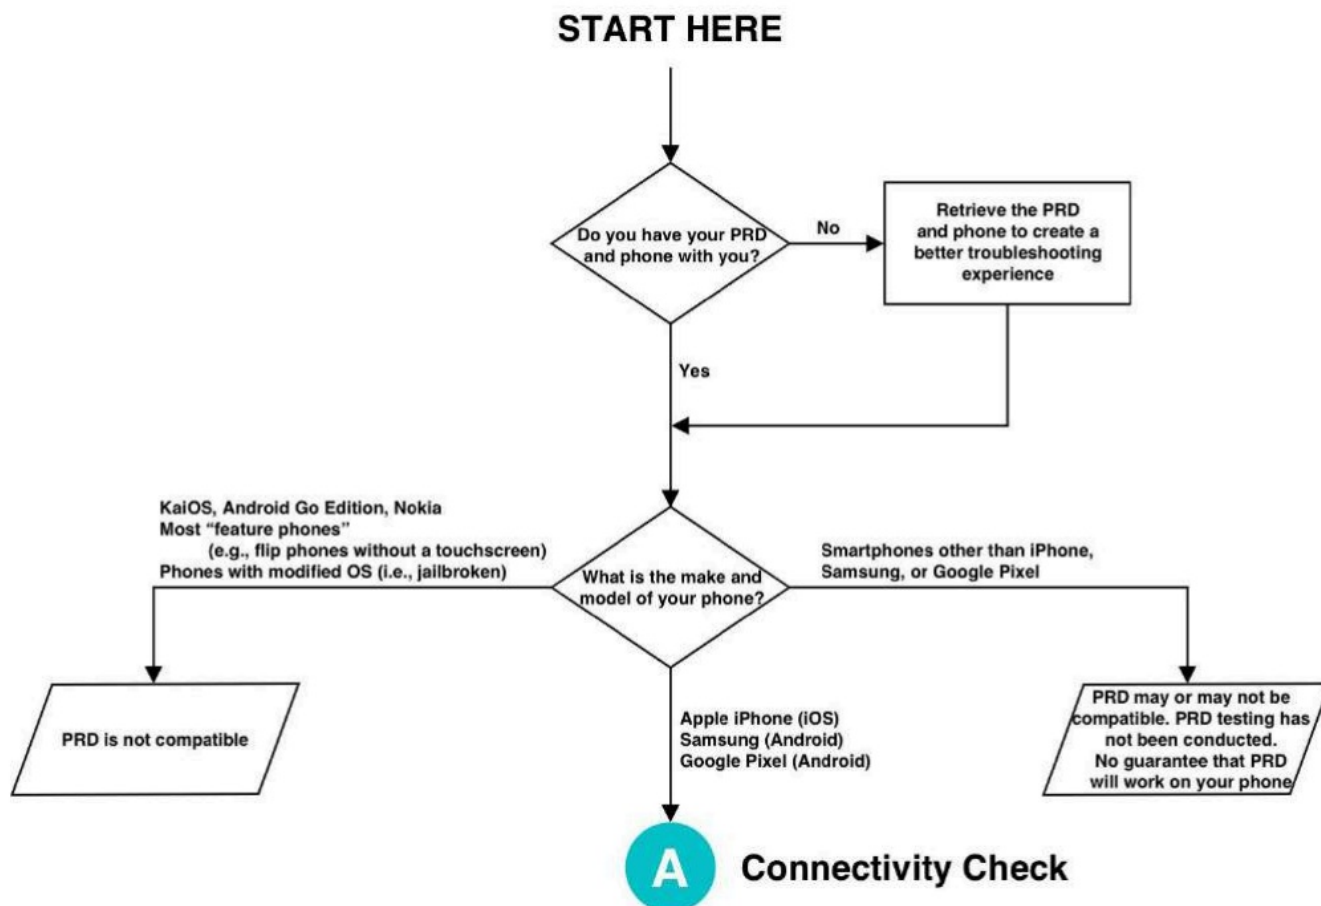 START HERE
Do you have your PRD
and phone with you?
No
Retrieve the PRD
and phone to create a
better troubleshooting
experience
Yes
KaiOS, Android Go Edition, Nokia
Most “feature phones”
(e.g., flip phones without a touchscreen)
Phones with modified OS (i.e., jailbroken)
What is the make and
model of your phone?
Smartphones other than iPhone,
Samsung, or Google Pixel
PRD is not compatible
Apple iPhone (iOS)
Samsung (Android)
Google Pixel (Android)
PRD may or may not be
compatible. PRD testing has
not been conducted.
No guarantee that PRD
will work on your phone
A
Connectivity Check